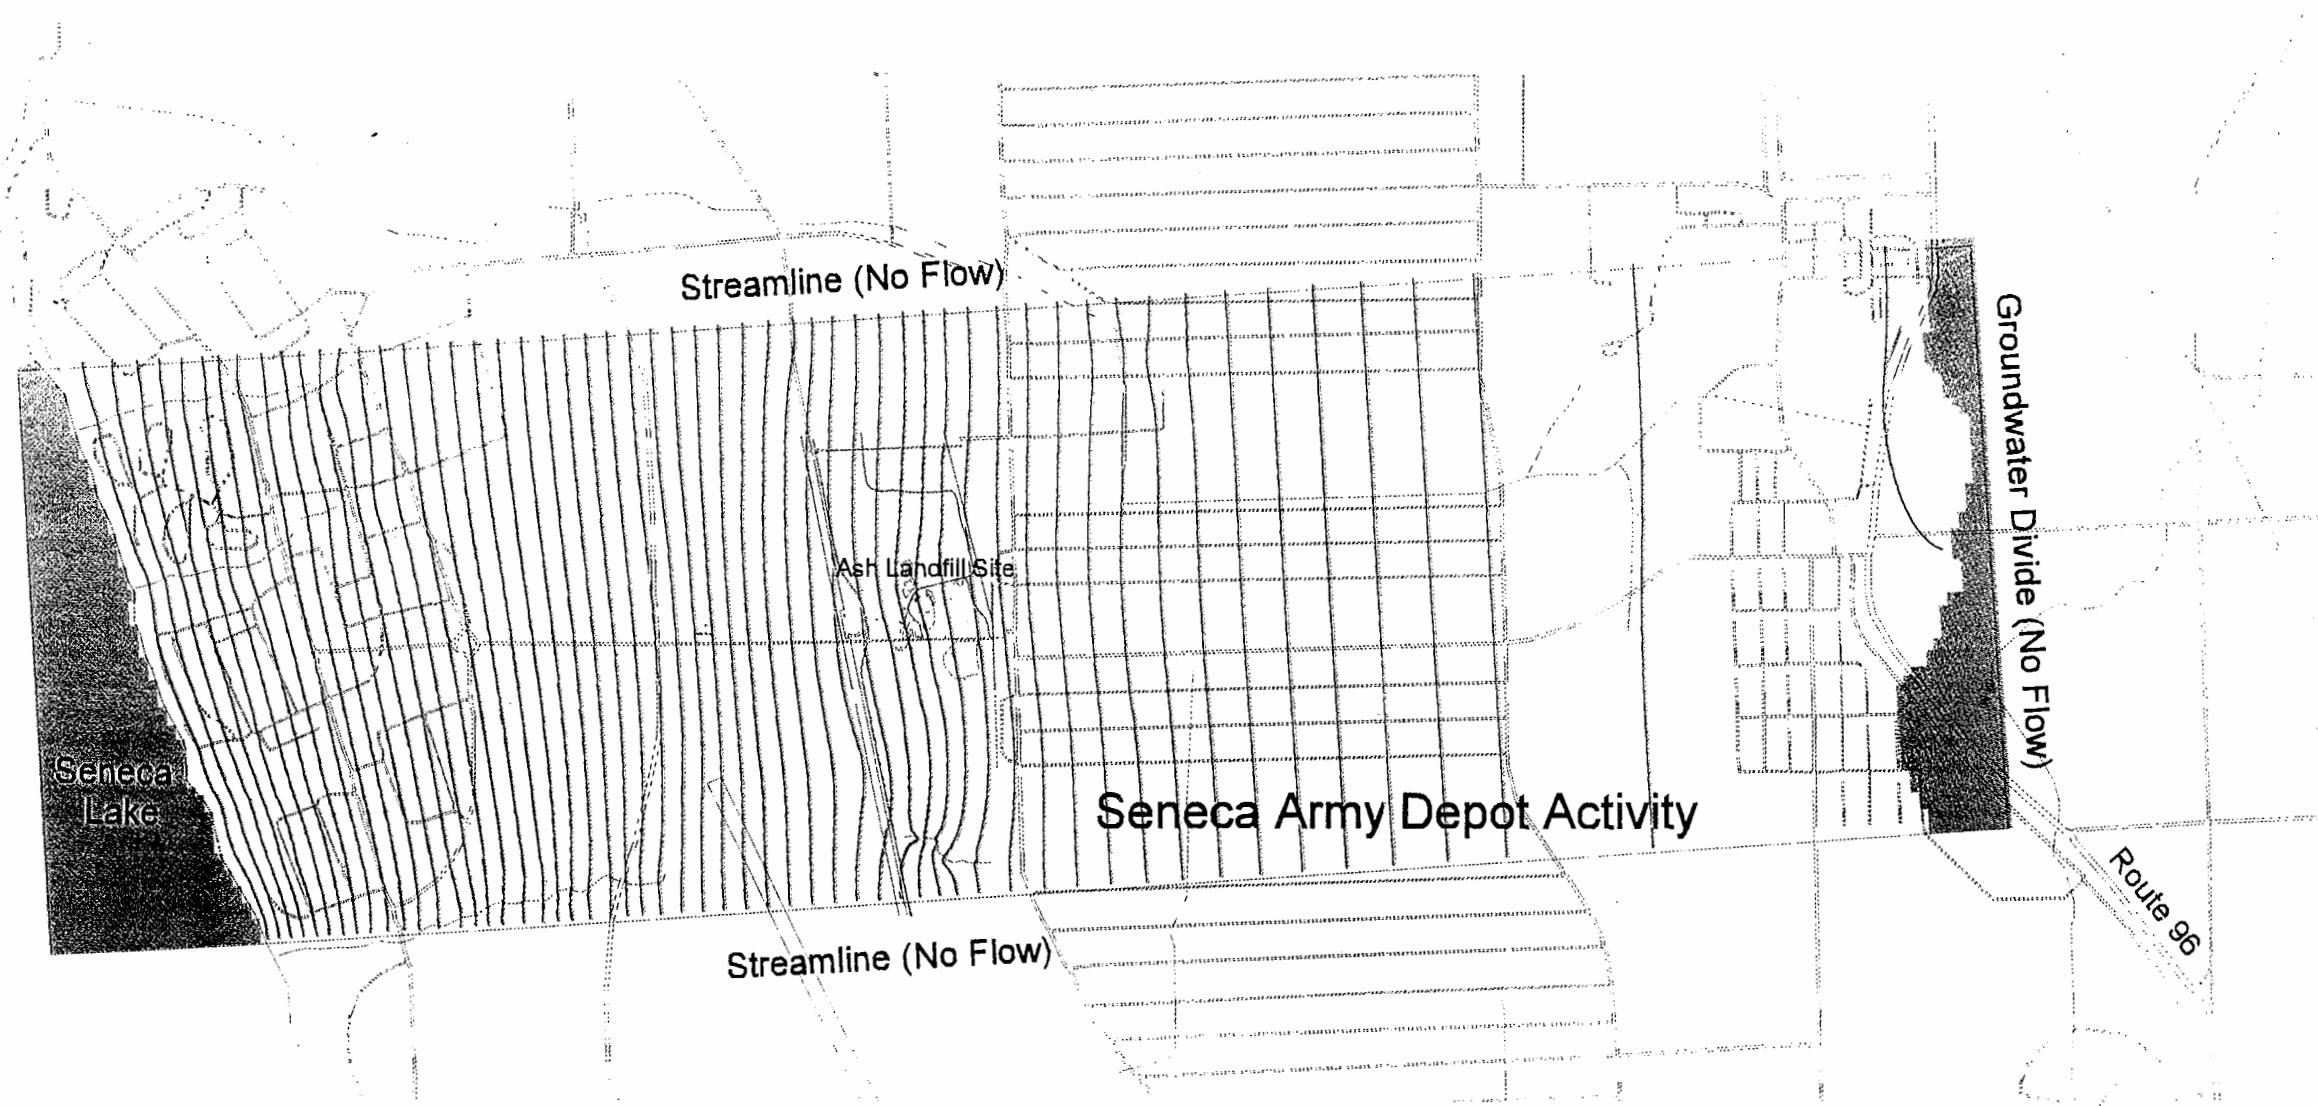 Streamline (No Flow)
Groundwater Divide (No Flow)
Ash Landfill Site
Seneca
Lake
Seneca Army Depot Activity
Route 96
Streamline (No Flow)